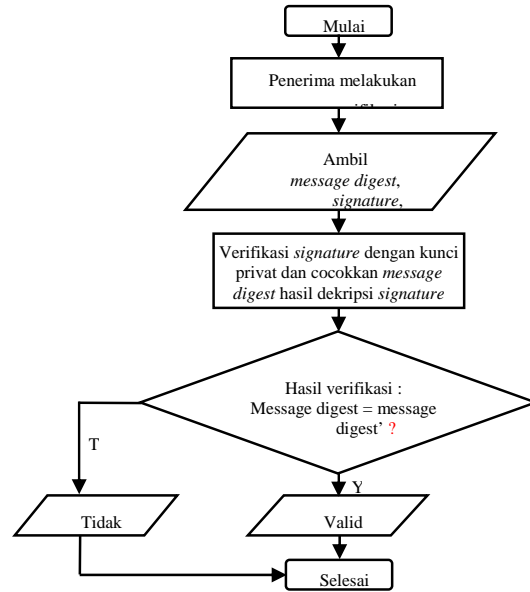 Mulai
Penerima melakukan
Ambil
message digest,
signature,
Verifikasi signature dengan kunci
privat dan cocokkan message
digest hasil dekripsi signature
Hasil verifikasi :
Message digest = message
digest’ ?
T
Y
Tidak
Valid
Selesai